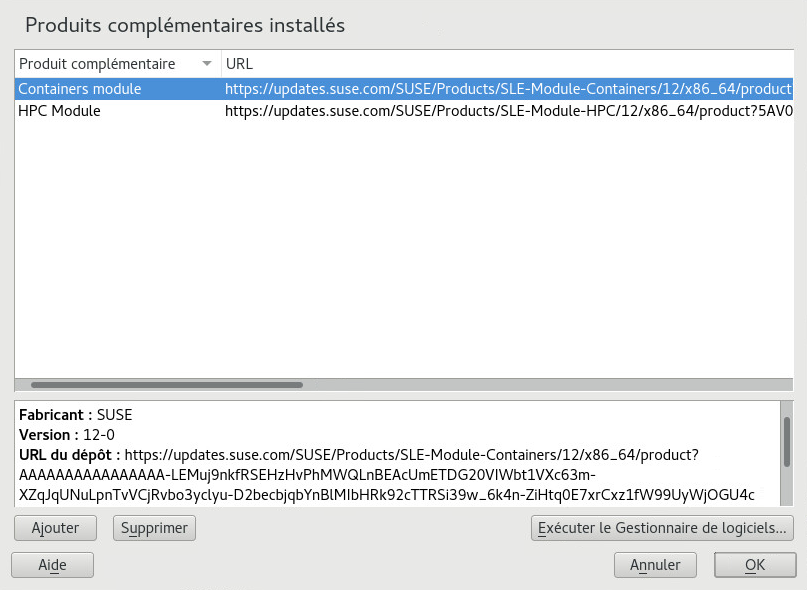 Produits complémentaires installés
Produit complémentaire URL
Containers module https://updates.suse.com/SUSE/Products/SLE-Module-Containers/12/x86_64/product
HPC Module https://updates.suse.com/SUSE/Products/SLE-Module-HPC/12/x86_64/product?5AV0
Fabricant : SUSE
Version : 12-0
URL du dépôt : https://updates.suse.com/SUSE/Products/SLE-Module-Containers/12/x86_64/product?
AAAAAAAAAAAAAAAA-LEMuj9nkfRSEHzHvPhMWQLnBEAcUmETDG20VIWbt1VXc63m-
XZqJqUNuLpnTvVCjRvbo3yclyu-D2becbjqbYnBlMIbHRk92cTTRSi39w_6k4n-ZiHtq0E7xrCxz1fW99UyWjOGU4c
Ajouter Supprimer Exécuter le Gestionnaire de logiciels...
Aide Annuler OK